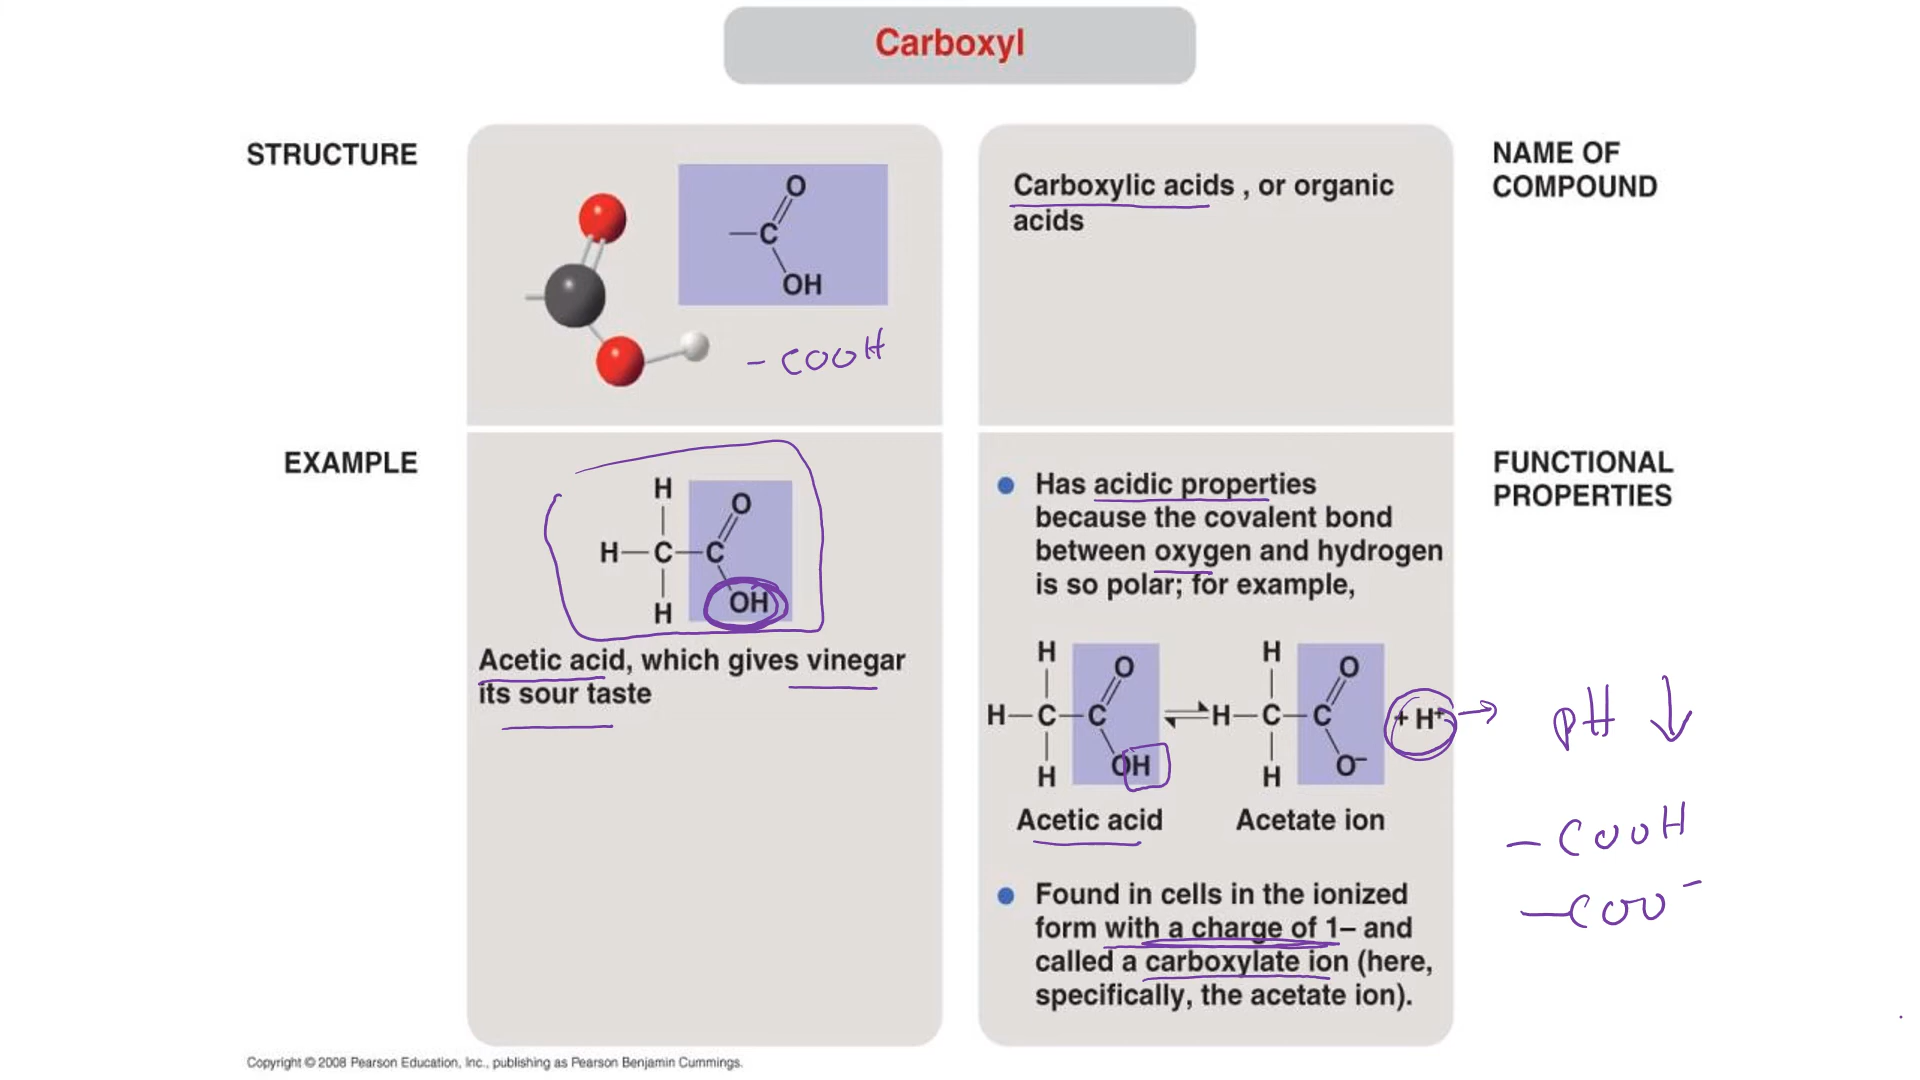 Carboxyl
STRUCTURE
O
C
OH
- COOH
Carboxylic acids , or organic
acids
NAME OF
COMPOUND
EXAMPLE
H
O
H—C—C
OH
H
Acetic acid, which gives vinegar
its sour taste
• Has acidic properties
because the covalent bond
between oxygen and hydrogen
is so polar; for example,
H
O
H—C—C
OH
H
Acetic acid
H
O
H—C—C
O–
H
Acetate ion
+ H+ → pH ↓
- COOH
- COO-
• Found in cells in the ionized
form with a charge of 1– and
called a carboxylate ion (here,
specifically, the acetate ion).
FUNCTIONAL
PROPERTIES
Copyright © 2008 Pearson Education, Inc., publishing as Pearson Benjamin Cummings.